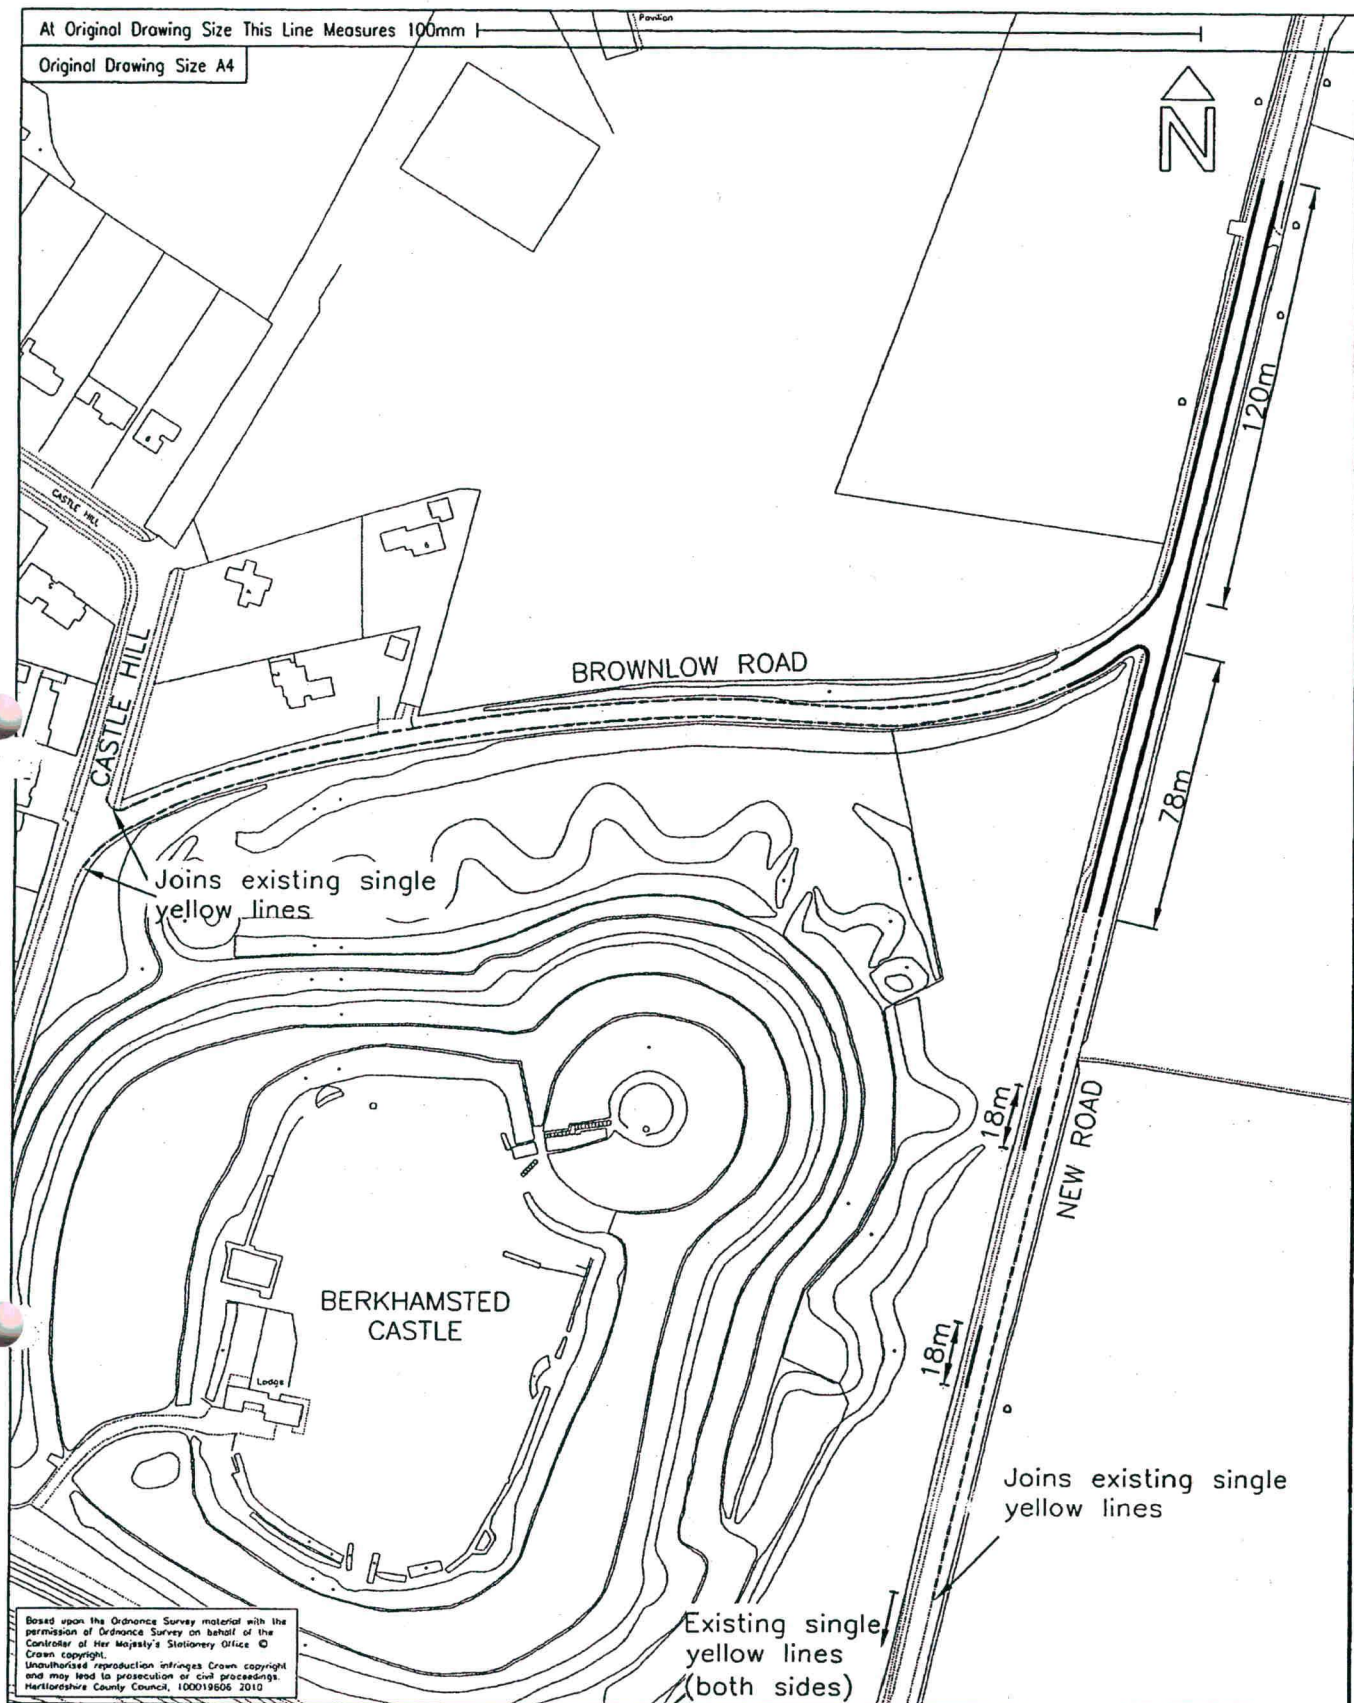 At Original Drawing Size This Line Measures 100mm
Original Drawing Size A4
Pavilion
N
120m
CASTLE HILL
BROWNLOW ROAD
CASTLE HILL
78m
Joins existing single
yellow lines
18m
NEW ROAD
BERKHAMSTED
CASTLE
18m
Lodge
Joins existing single
yellow lines
Existing single
yellow lines
(both sides)
Based upon the Ordnance Survey material with the
permission of Ordnance Survey on behalf of the
Controller of Her Majesty's Stationery Office ©
Crown copyright.
Unauthorised reproduction infringes Crown copyright
and may lead to prosecution or civil proceedings.
Hertfordshire County Council, 100019606 2010